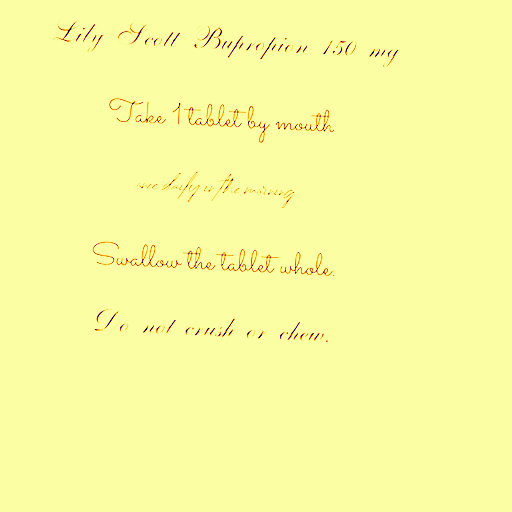 Lily Scott Bupropion 150 mg
Take 1 tablet by mouth
one daily in the morning
Swallow the tablet whole.
Do not crush or chew.